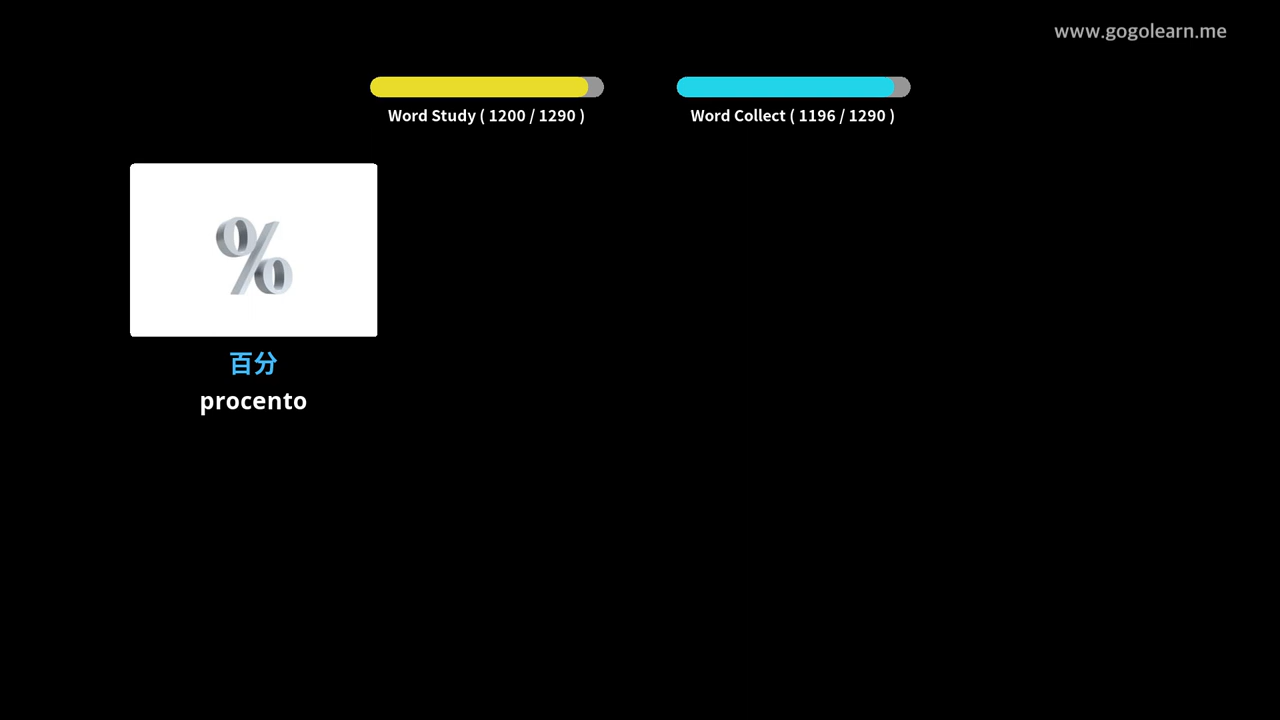 www.gogolearn.me
Word Study ( 1200 / 1290 )
Word Collect ( 1196 / 1290 )
%
百分
procento